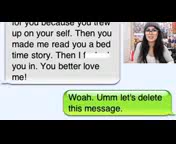 for you because you trew
up on your self. Then you
made me read you a bed
time story. Then I f
you in. You better love
me!
Woah. Umm let's delete
this message.